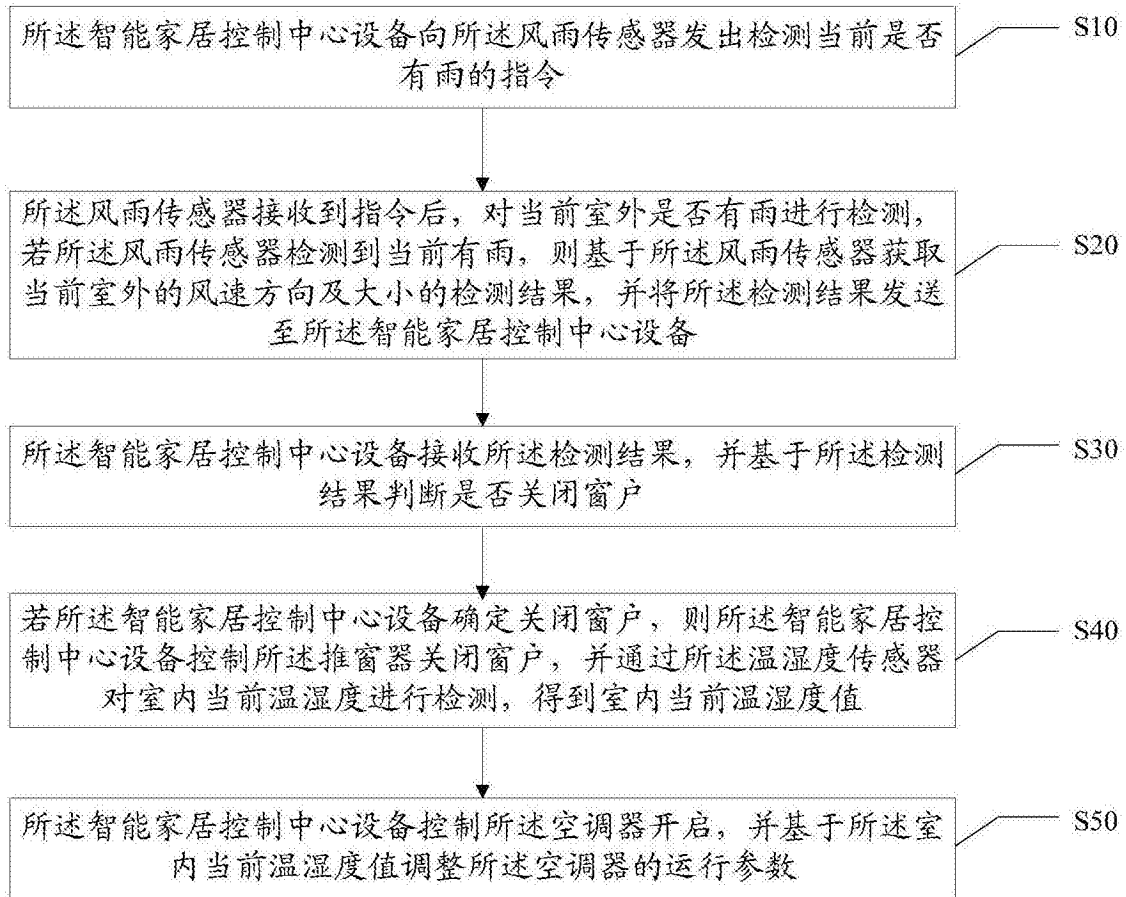 所述智能家居控制中心设备向所述风雨传感器发出检测当前是否
有雨的指令
S10
所述风雨传感器接收到指令后，对当前室外是否有雨进行检测，
若所述风雨传感器检测到当前有雨，则基于所述风雨传感器获取
当前室外的风速方向及大小的检测结果，并将所述检测结果发送
至所述智能家居控制中心设备
S20
所述智能家居控制中心设备接收所述检测结果，并基于所述检测
结果判断是否关闭窗户
S30
若所述智能家居控制中心设备确定关闭窗户，则所述智能家居控
制中心设备控制所述推窗器关闭窗户，并通过所述温湿度传感器
对室内当前温湿度进行检测，得到室内当前温湿度值
S40
所述智能家居控制中心设备控制所述空调器开启，并基于所述室
内当前温湿度值调整所述空调器的运行参数
S50